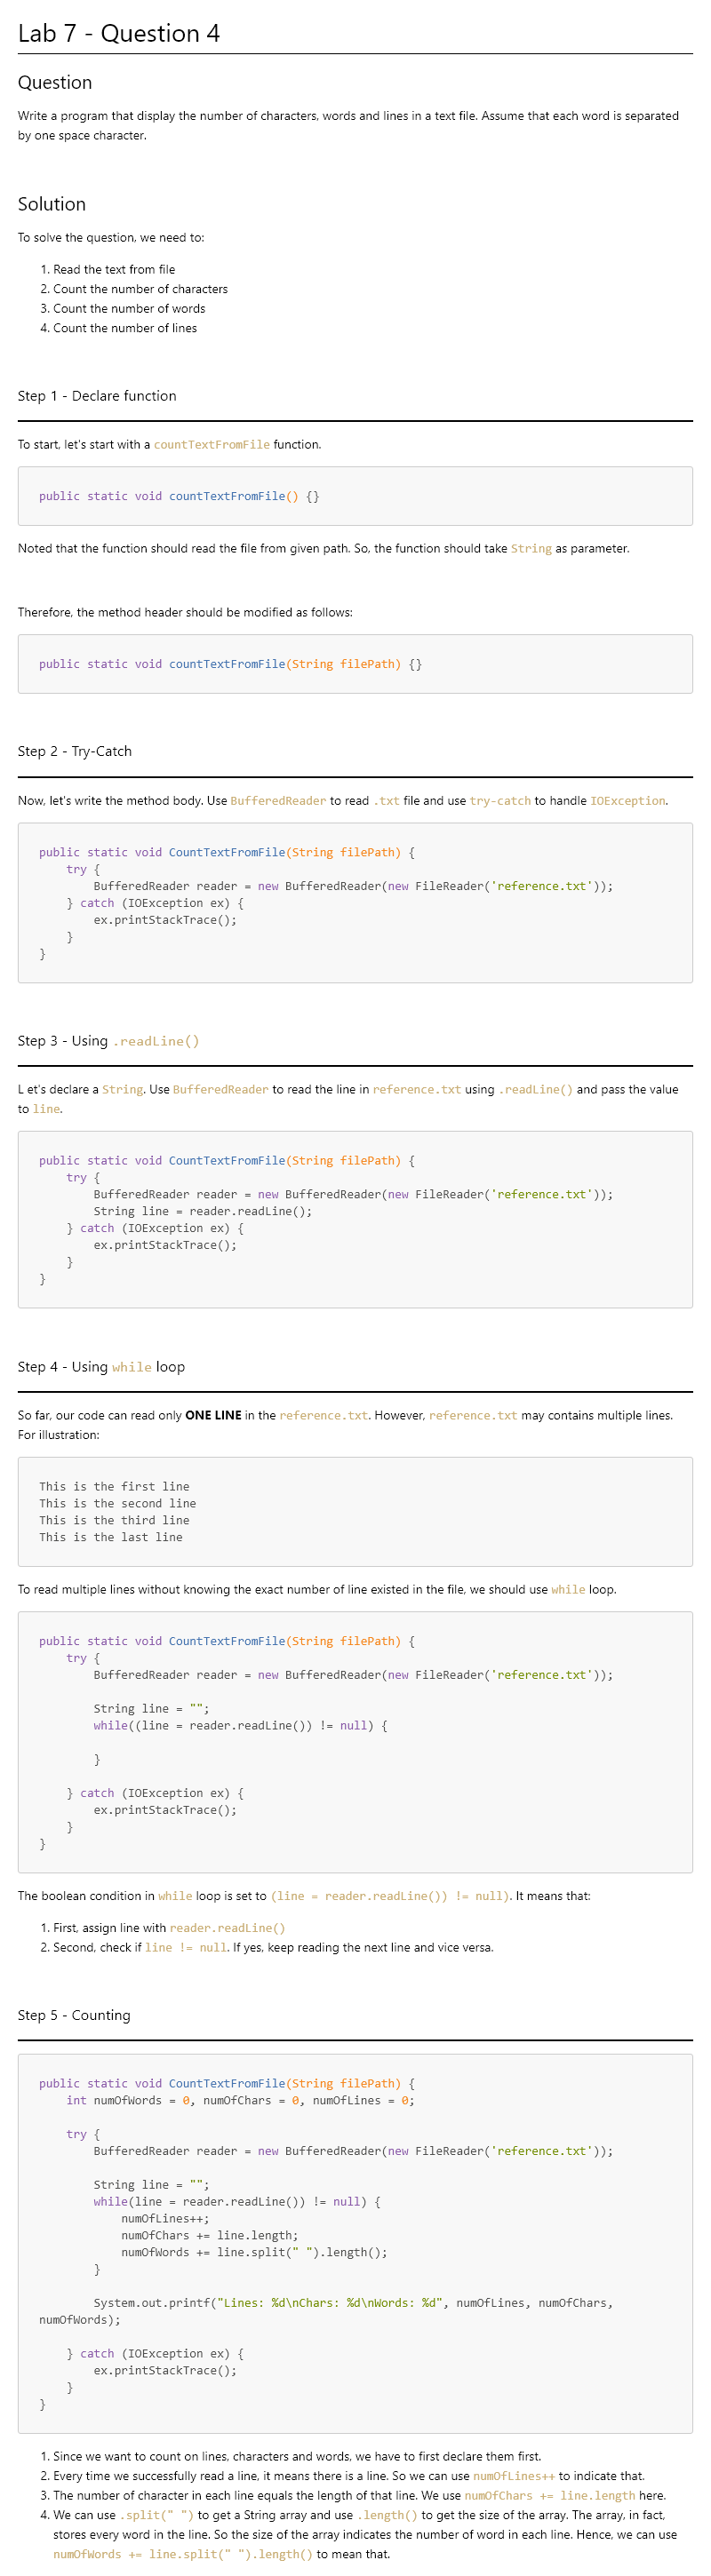 Lab 7 - Question 4
Question
Write a program that display the number of characters, words and lines in a text file. Assume that each word is separated
by one space character.
Solution
To solve the question, we need to:
1. Read the text from file
2. Count the number of characters
3. Count the number of words
4. Count the number of lines
Step 1 - Declare function
To start, let's start with a countTextFromFile function.
public static void countTextFromFile() {}
Noted that the function should read the file from given path. So, the function should take String as parameter.
Therefore, the method header should be modified as follows:
public static void countTextFromFile(String filePath) {}
Step 2 - Try-Catch
Now, let's write the method body. Use BufferedReader to read .txt file and use try-catch to handle IOException.
public static void CountTextFromFile(String filePath) {
    try {
        BufferedReader reader = new BufferedReader(new FileReader('reference.txt'));
    } catch (IOException ex) {
        ex.printStackTrace();
    }
}
Step 3 - Using .readLine()
L et's declare a String. Use BufferedReader to read the line in reference.txt using .readLine() and pass the value
to line.
public static void CountTextFromFile(String filePath) {
    try {
        BufferedReader reader = new BufferedReader(new FileReader('reference.txt'));
        String line = reader.readLine();
    } catch (IOException ex) {
        ex.printStackTrace();
    }
}
Step 4 - Using while loop
So far, our code can read only ONE LINE in the reference.txt. However, reference.txt may contains multiple lines.
For illustration:
This is the first line
This is the second line
This is the third line
This is the last line
To read multiple lines without knowing the exact number of line existed in the file, we should use while loop.
public static void CountTextFromFile(String filePath) {
    try {
        BufferedReader reader = new BufferedReader(new FileReader('reference.txt'));
        String line = "";
        while((line = reader.readLine()) != null) {
        }
    } catch (IOException ex) {
        ex.printStackTrace();
    }
}
The boolean condition in while loop is set to (line = reader.readLine()) != null). It means that:
1. First, assign line with reader.readLine()
2. Second, check if line != null. If yes, keep reading the next line and vice versa.
Step 5 - Counting
public static void CountTextFromFile(String filePath) {
    int numOfWords = 0, numOfChars = 0, numOfLines = 0;
    try {
        BufferedReader reader = new BufferedReader(new FileReader('reference.txt'));
        String line = "";
        while(line = reader.readLine()) != null) {
            numOfLines++;
            numOfChars += line.length;
            numOfWords += line.split(" ").length();
        }
        System.out.printf("Lines: %d\nChars: %d\nWords: %d", numOfLines, numOfChars,
numOfWords);
    } catch (IOException ex) {
        ex.printStackTrace();
    }
}
1. Since we want to count on lines, characters and words, we have to first declare them first.
2. Every time we successfully read a line, it means there is a line. So we can use numOfLines++ to indicate that.
3. The number of character in each line equals the length of that line. We use numOfChars += line.length here.
4. We can use .split(" ") to get a String array and use .length() to get the size of the array. The array, in fact,
stores every word in the line. So the size of the array indicates the number of word in each line. Hence, we can use
numOfWords += line.split(" ").length() to mean that.